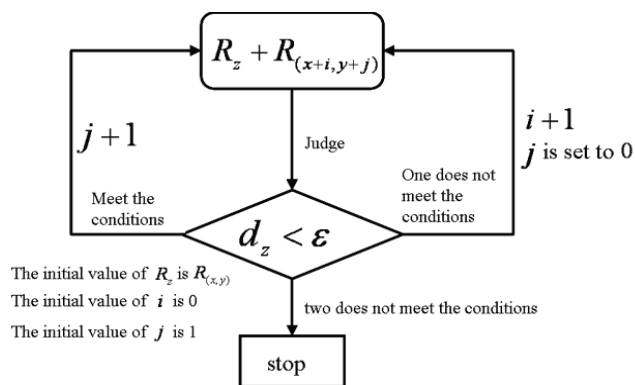 R_z + R_(x+i,y+j)
j+1
Judge
i+1
j is set to 0
Meet the
conditions
One does not
meet the
conditions
d_z < ε
The initial value of R_z is R_(x,y)
The initial value of i is 0
The initial value of j is 1
two does not meet the conditions
stop